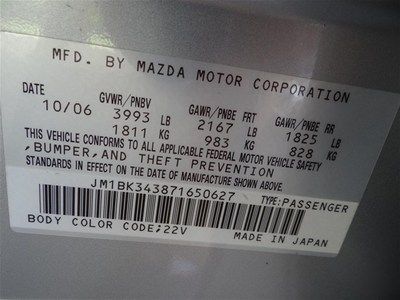 MFD. BY MAZDA MOTOR CORPORATION
DATE GVWR/PNBV GAWR/PNBE FRT GAWR/PNBE RR
10/06 3993 LB 2167 LB 1825 LB
1811 KG 983 KG 828 KG
THIS VEHICLE CONFORMS TO ALL APPLICABLE FEDERAL MOTOR VEHICLE SAFETY
,BUMPER,AND THEFT PREVENTION
STANDARDS IN EFFECT ON THE DATE OF MANUFACTURE SHOWN ABOVE.
JM1BK343871650627 TYPE:PASSENGER
BODY COLOR CODE;22V MADE IN JAPAN